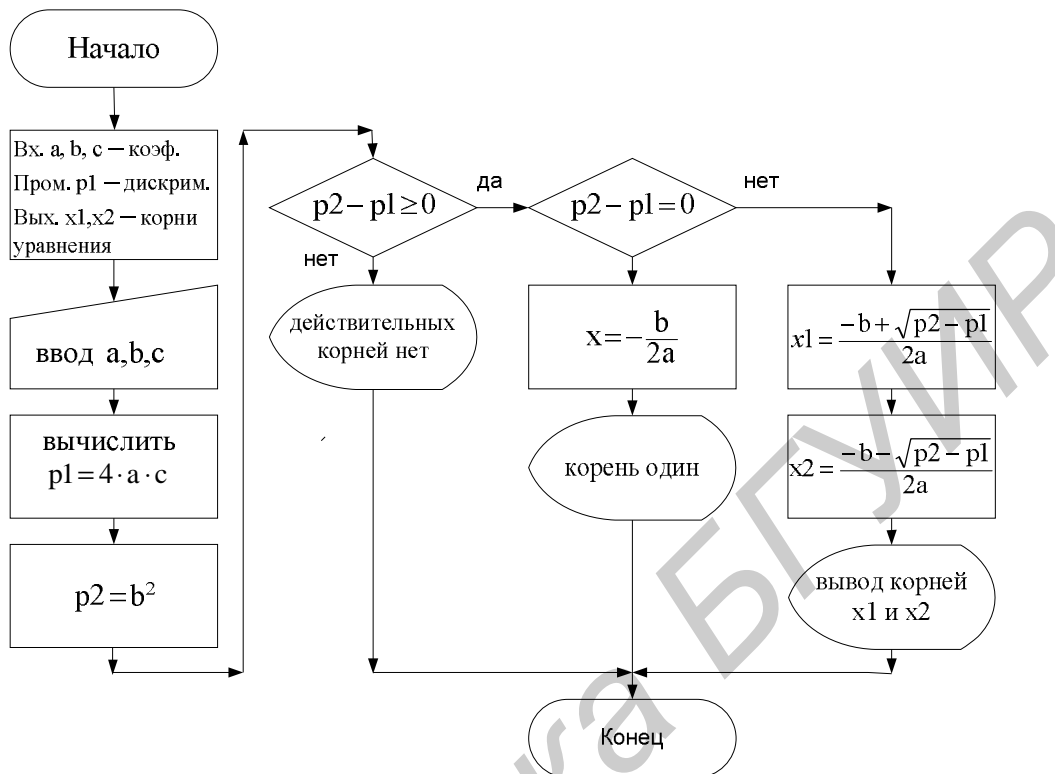 Начало
Вх. a, b, c – коэф.
Пром. p1 – дискрим.
Вых. x1,x2 – корни
уравнения
ввод a,b,c
вычислить
p1 = 4 · a · c
p2 = b²
p2 – p1 ≥ 0
да
нет
действительных
корней нет
p2 – p1 = 0
нет
x = – b / 2a
корень один
x1 = (–b + √(p2 – p1)) / 2a
x2 = (–b – √(p2 – p1)) / 2a
вывод корней
x1 и x2
Конец
ка БГУИР